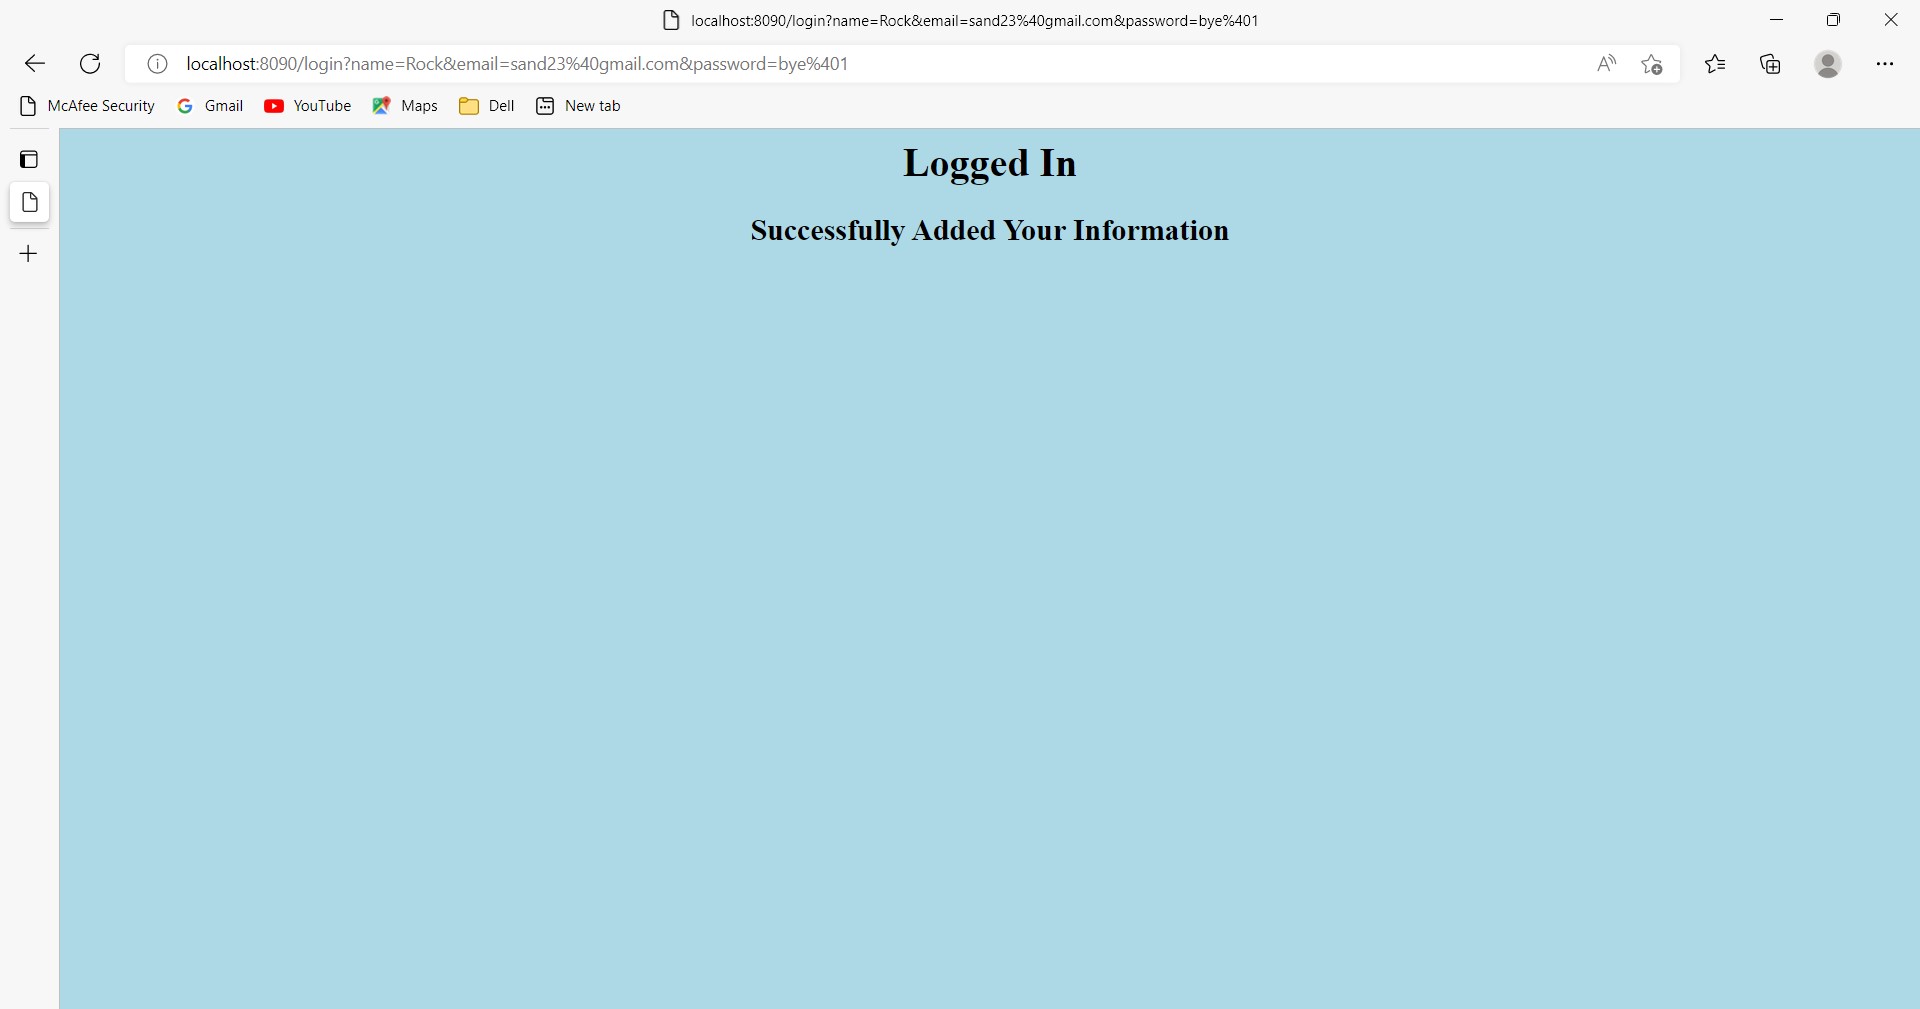 localhost:8090/login?name=Rock&email=sand23%40gmail.com&password=bye%401
localhost:8090/login?name=Rock&email=sand23%40gmail.com&password=bye%401
McAfee Security Gmail YouTube Maps Dell New tab
Logged In
Successfully Added Your Information